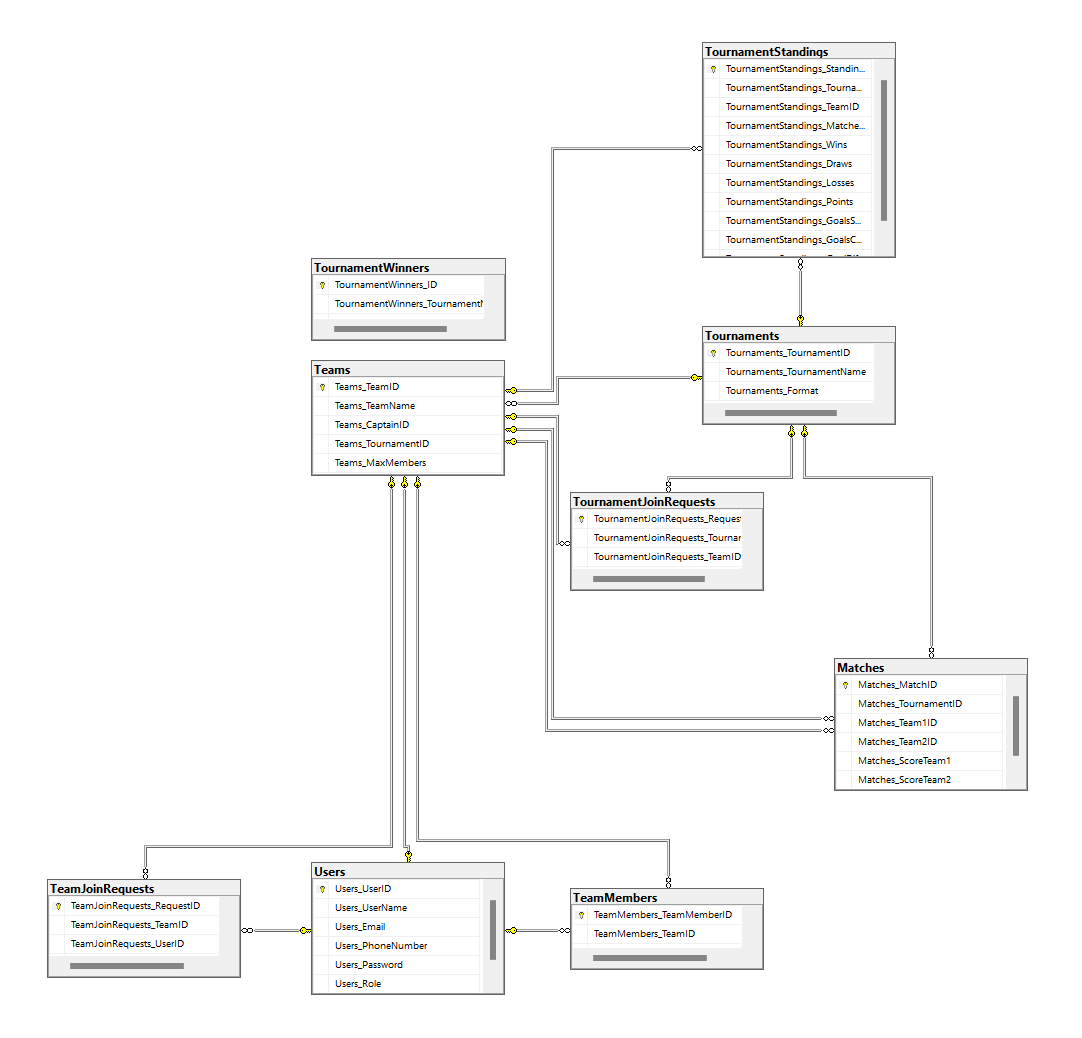 TournamentStandings
TournamentStandings_Standin...
TournamentStandings_Tourna...
TournamentStandings_TeamID
TournamentStandings_Matche...
TournamentStandings_Wins
TournamentStandings_Draws
TournamentStandings_Losses
TournamentStandings_Points
TournamentStandings_GoalsS...
TournamentStandings_GoalsC...
TournamentWinners
TournamentWinners_ID
TournamentWinners_Tournament
Tournaments
Tournaments_TournamentID
Tournaments_TournamentName
Tournaments_Format
Teams
Teams_TeamID
Teams_TeamName
Teams_CaptainID
Teams_TournamentID
Teams_MaxMembers
TournamentJoinRequests
TournamentJoinRequests_Reques
TournamentJoinRequests_Tourna
TournamentJoinRequests_TeamID
Matches
Matches_MatchID
Matches_TournamentID
Matches_Team1ID
Matches_Team2ID
Matches_ScoreTeam1
Matches_ScoreTeam2
TeamJoinRequests
TeamJoinRequests_RequestID
TeamJoinRequests_TeamID
TeamJoinRequests_UserID
Users
Users_UserID
Users_UserName
Users_Email
Users_PhoneNumber
Users_Password
Users_Role
TeamMembers
TeamMembers_TeamMemberID
TeamMembers_TeamID